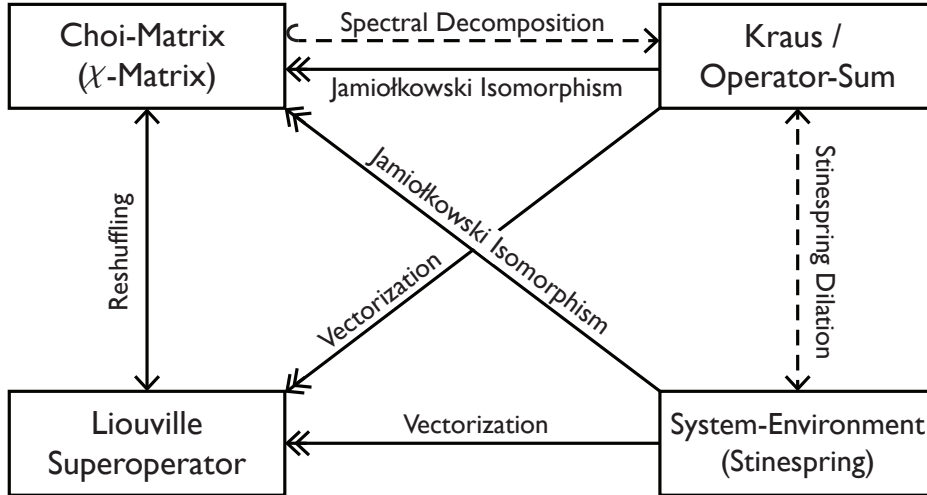 Choi-Matrix
(χ-Matrix)
Spectral Decomposition
Jamiołkowski Isomorphism
Kraus /
Operator-Sum
Reshuffling
Jamiołkowski Isomorphism
Vectorization
Stinespring Dilation
Liouville
Superoperator
Vectorization
System-Environment
(Stinespring)